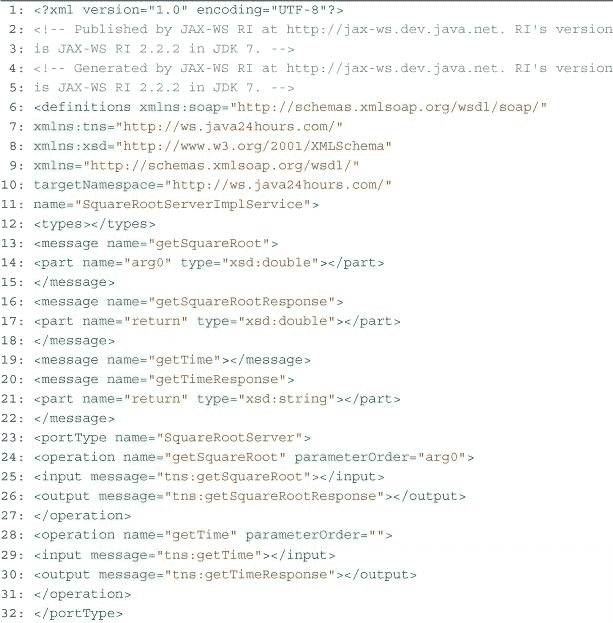 1: <?xml version="1.0" encoding="UTF-8"?>
2: <!-- Published by JAX-WS RI at http://jax-ws.dev.java.net. RI's version
3: is JAX-WS RI 2.2.2 in JDK 7. -->
4: <!-- Generated by JAX-WS RI at http://jax-ws.dev.java.net. RI's version
5: is JAX-WS RI 2.2.2 in JDK 7. -->
6: <definitions xmlns:soap="http://schemas.xmlsoap.org/wsdl/soap/"
7: xmlns:tns="http://ws.java24hours.com/"
8: xmlns:xsd="http://www.w3.org/2001/XMLSchema"
9: xmlns="http://schemas.xmlsoap.org/wsdl/"
10: targetNamespace="http://ws.java24hours.com/"
11: name="SquareRootServerImplService">
12: <types></types>
13: <message name="getSquareRoot">
14: <part name="arg0" type="xsd:double"></part>
15: </message>
16: <message name="getSquareRootResponse">
17: <part name="return" type="xsd:double"></part>
18: </message>
19: <message name="getTime"></message>
20: <message name="getTimeResponse">
21: <part name="return" type="xsd:string"></part>
22: </message>
23: <portType name="SquareRootServer">
24: <operation name="getSquareRoot" parameterOrder="arg0">
25: <input message="tns:getSquareRoot"></input>
26: <output message="tns:getSquareRootResponse"></output>
27: </operation>
28: <operation name="getTime" parameterOrder="">
29: <input message="tns:getTime"></input>
30: <output message="tns:getTimeResponse"></output>
31: </operation>
32: </portType>